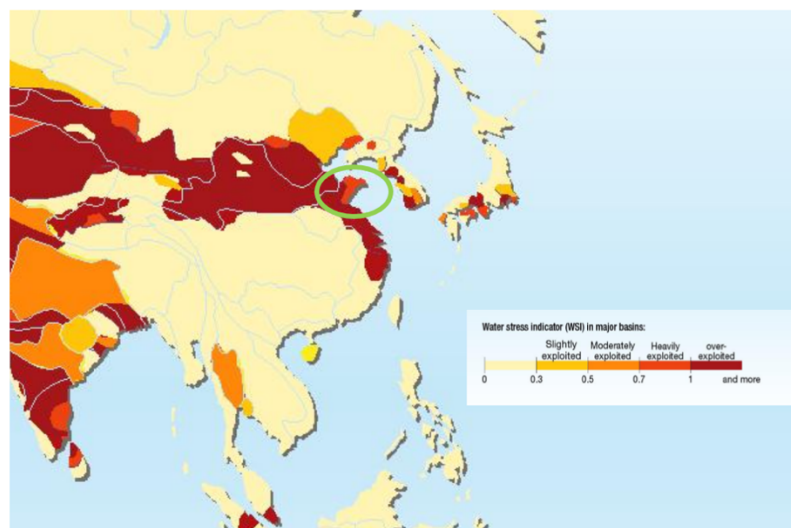 Water stress indicator (WSI) in major basins:
Slightly exploited
Moderately exploited
Heavily exploited
over-exploited
0 0.3 0.5 0.7 1 and more